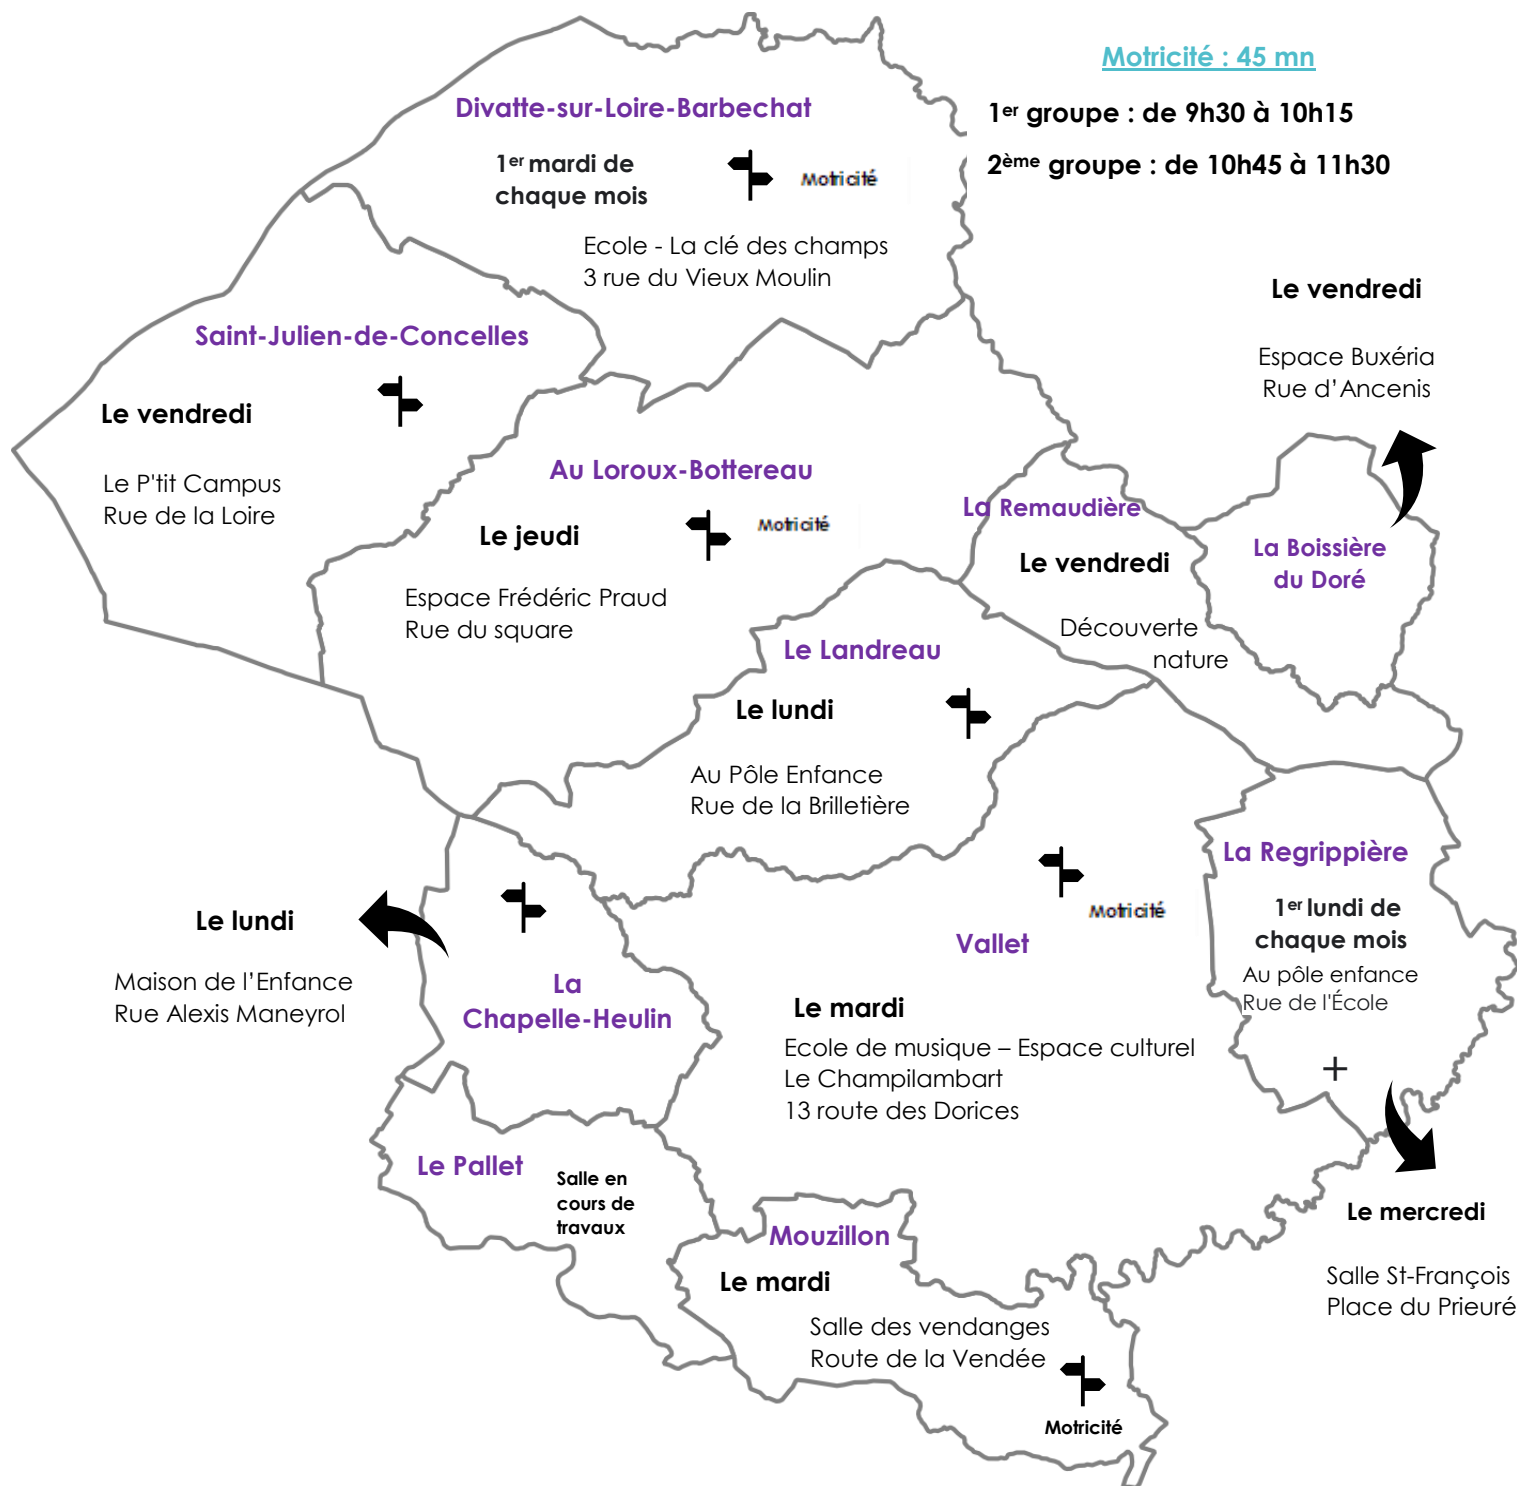 Motricité : 45 mn
1er groupe : de 9h30 à 10h15
2ème groupe : de 10h45 à 11h30
Divatte-sur-Loire-Barbechat
1er mardi de
chaque mois
Motricité
Ecole - La clé des champs
3 rue du Vieux Moulin
Saint-Julien-de-Concelles
Le vendredi
Le P'tit Campus
Rue de la Loire
Le vendredi
Espace Buxéria
Rue d'Ancenis
La Boissière
du Doré
Au Loroux-Bottereau
Le jeudi
Motricité
Espace Frédéric Praud
Rue du square
La Remaudière
Le vendredi
Découverte
nature
Le Landreau
Le lundi
Au Pôle Enfance
Rue de la Brilletière
La Regrippière
1er lundi de
chaque mois
Au pôle enfance
Rue de l'École
+
Le mercredi
Salle St-François
Place du Prieuré
Le lundi
Maison de l'Enfance
Rue Alexis Maneyrol
La
Chapelle-Heulin
Motricité
Vallet
Le mardi
Ecole de musique – Espace culturel
Le Champilambart
13 route des Dorices
Le Pallet
Salle en
cours de
travaux
Mouzillon
Le mardi
Salle des vendanges
Route de la Vendée
Motricité